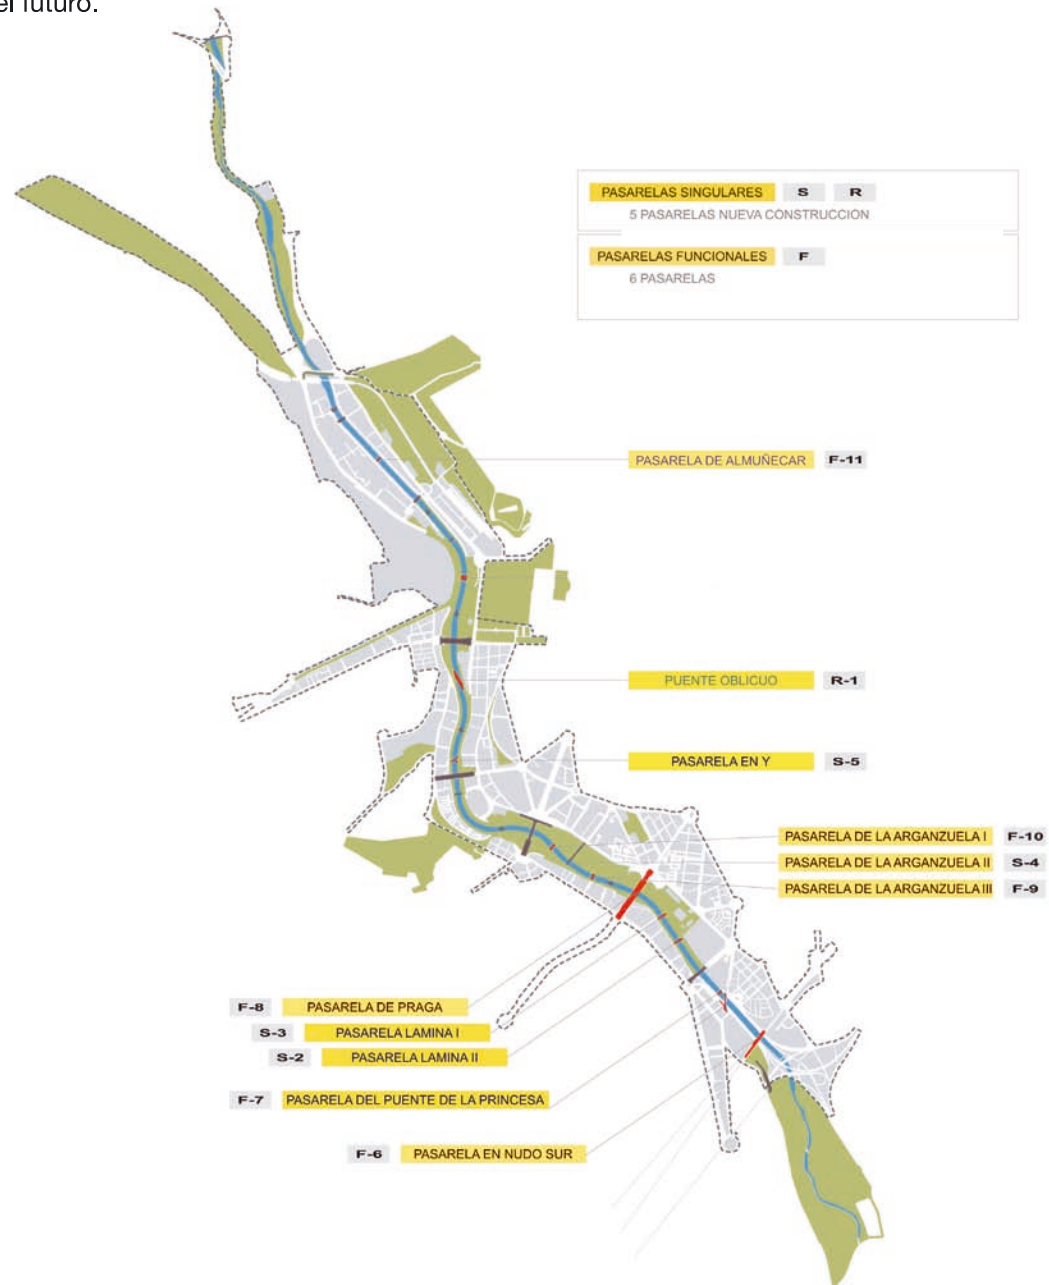 el futuro.
PASARELAS SINGULARES S R
5 PASARELAS NUEVA CONSTRUCCION
PASARELAS FUNCIONALES F
6 PASARELAS
PASARELA DE ALMUÑECAR F-11
PUENTE OBLICUO R-1
PASARELA EN Y S-5
PASARELA DE LA ARGANZUELA I F-10
PASARELA DE LA ARGANZUELA II S-4
PASARELA DE LA ARGANZUELA III F-9
F-8 PASARELA DE PRAGA
S-3 PASARELA LAMINA I
S-2 PASARELA LAMINA II
F-7 PASARELA DEL PUENTE DE LA PRINCESA
F-6 PASARELA EN NUDO SUR